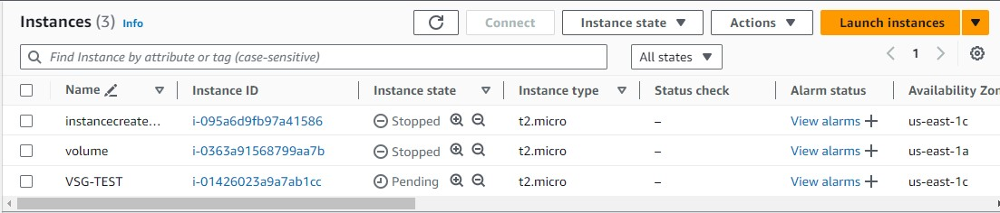 Instances (3) Info Connect Instance state Actions Launch instances
Find Instance by attribute or tag (case-sensitive) All states 1
Name Instance ID Instance state Instance type Status check Alarm status Availability Zon
instancecreate... i-095a6d9fb97a41586 Stopped t2.micro – View alarms + us-east-1c
volume i-0363a91568799aa7b Stopped t2.micro – View alarms + us-east-1a
VSG-TEST i-01426023a9a7ab1cc Pending t2.micro – View alarms + us-east-1c